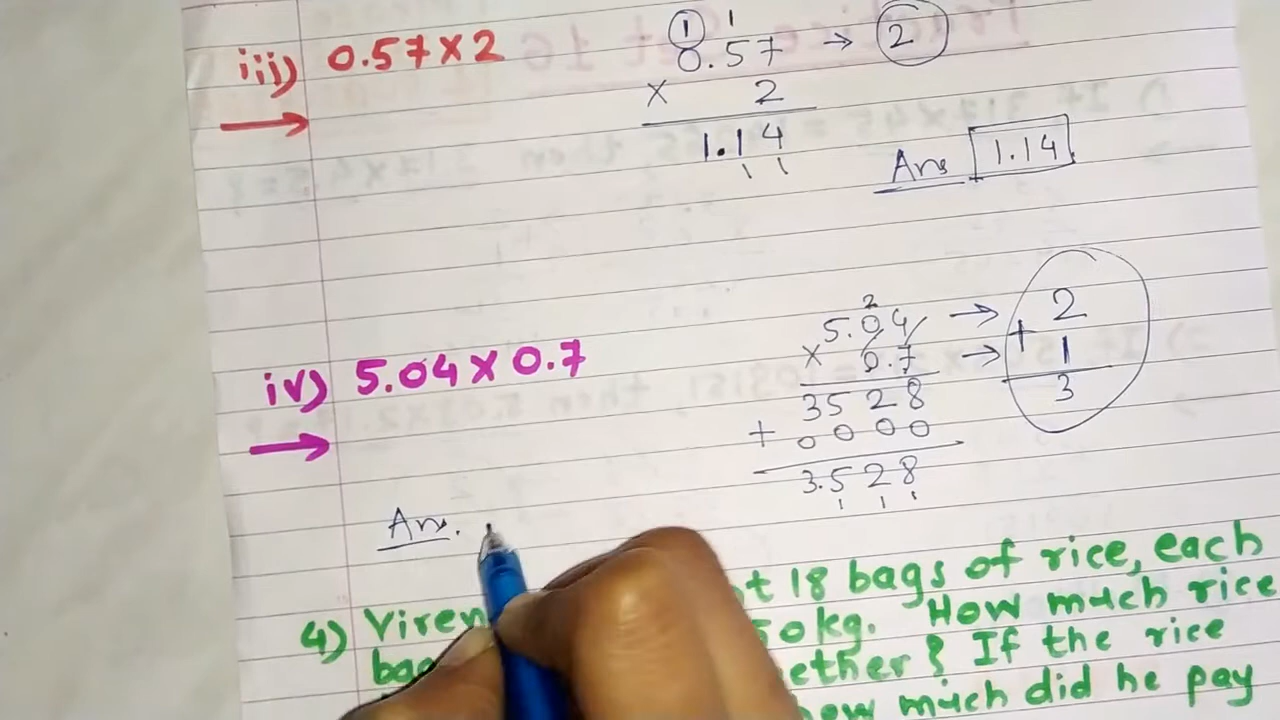 iii) 0.57×2
1 1
0.57 → 2
× 2
1.14
Ans 1.14
iv) 5.04×0.7
2
5.04 → 2
× 0.7 → + 1
3528 3
+ 0000
3.528
Ans.
4) Viren 18 bags of rice, each
50kg. How much rice
If the rice
how much did he pay